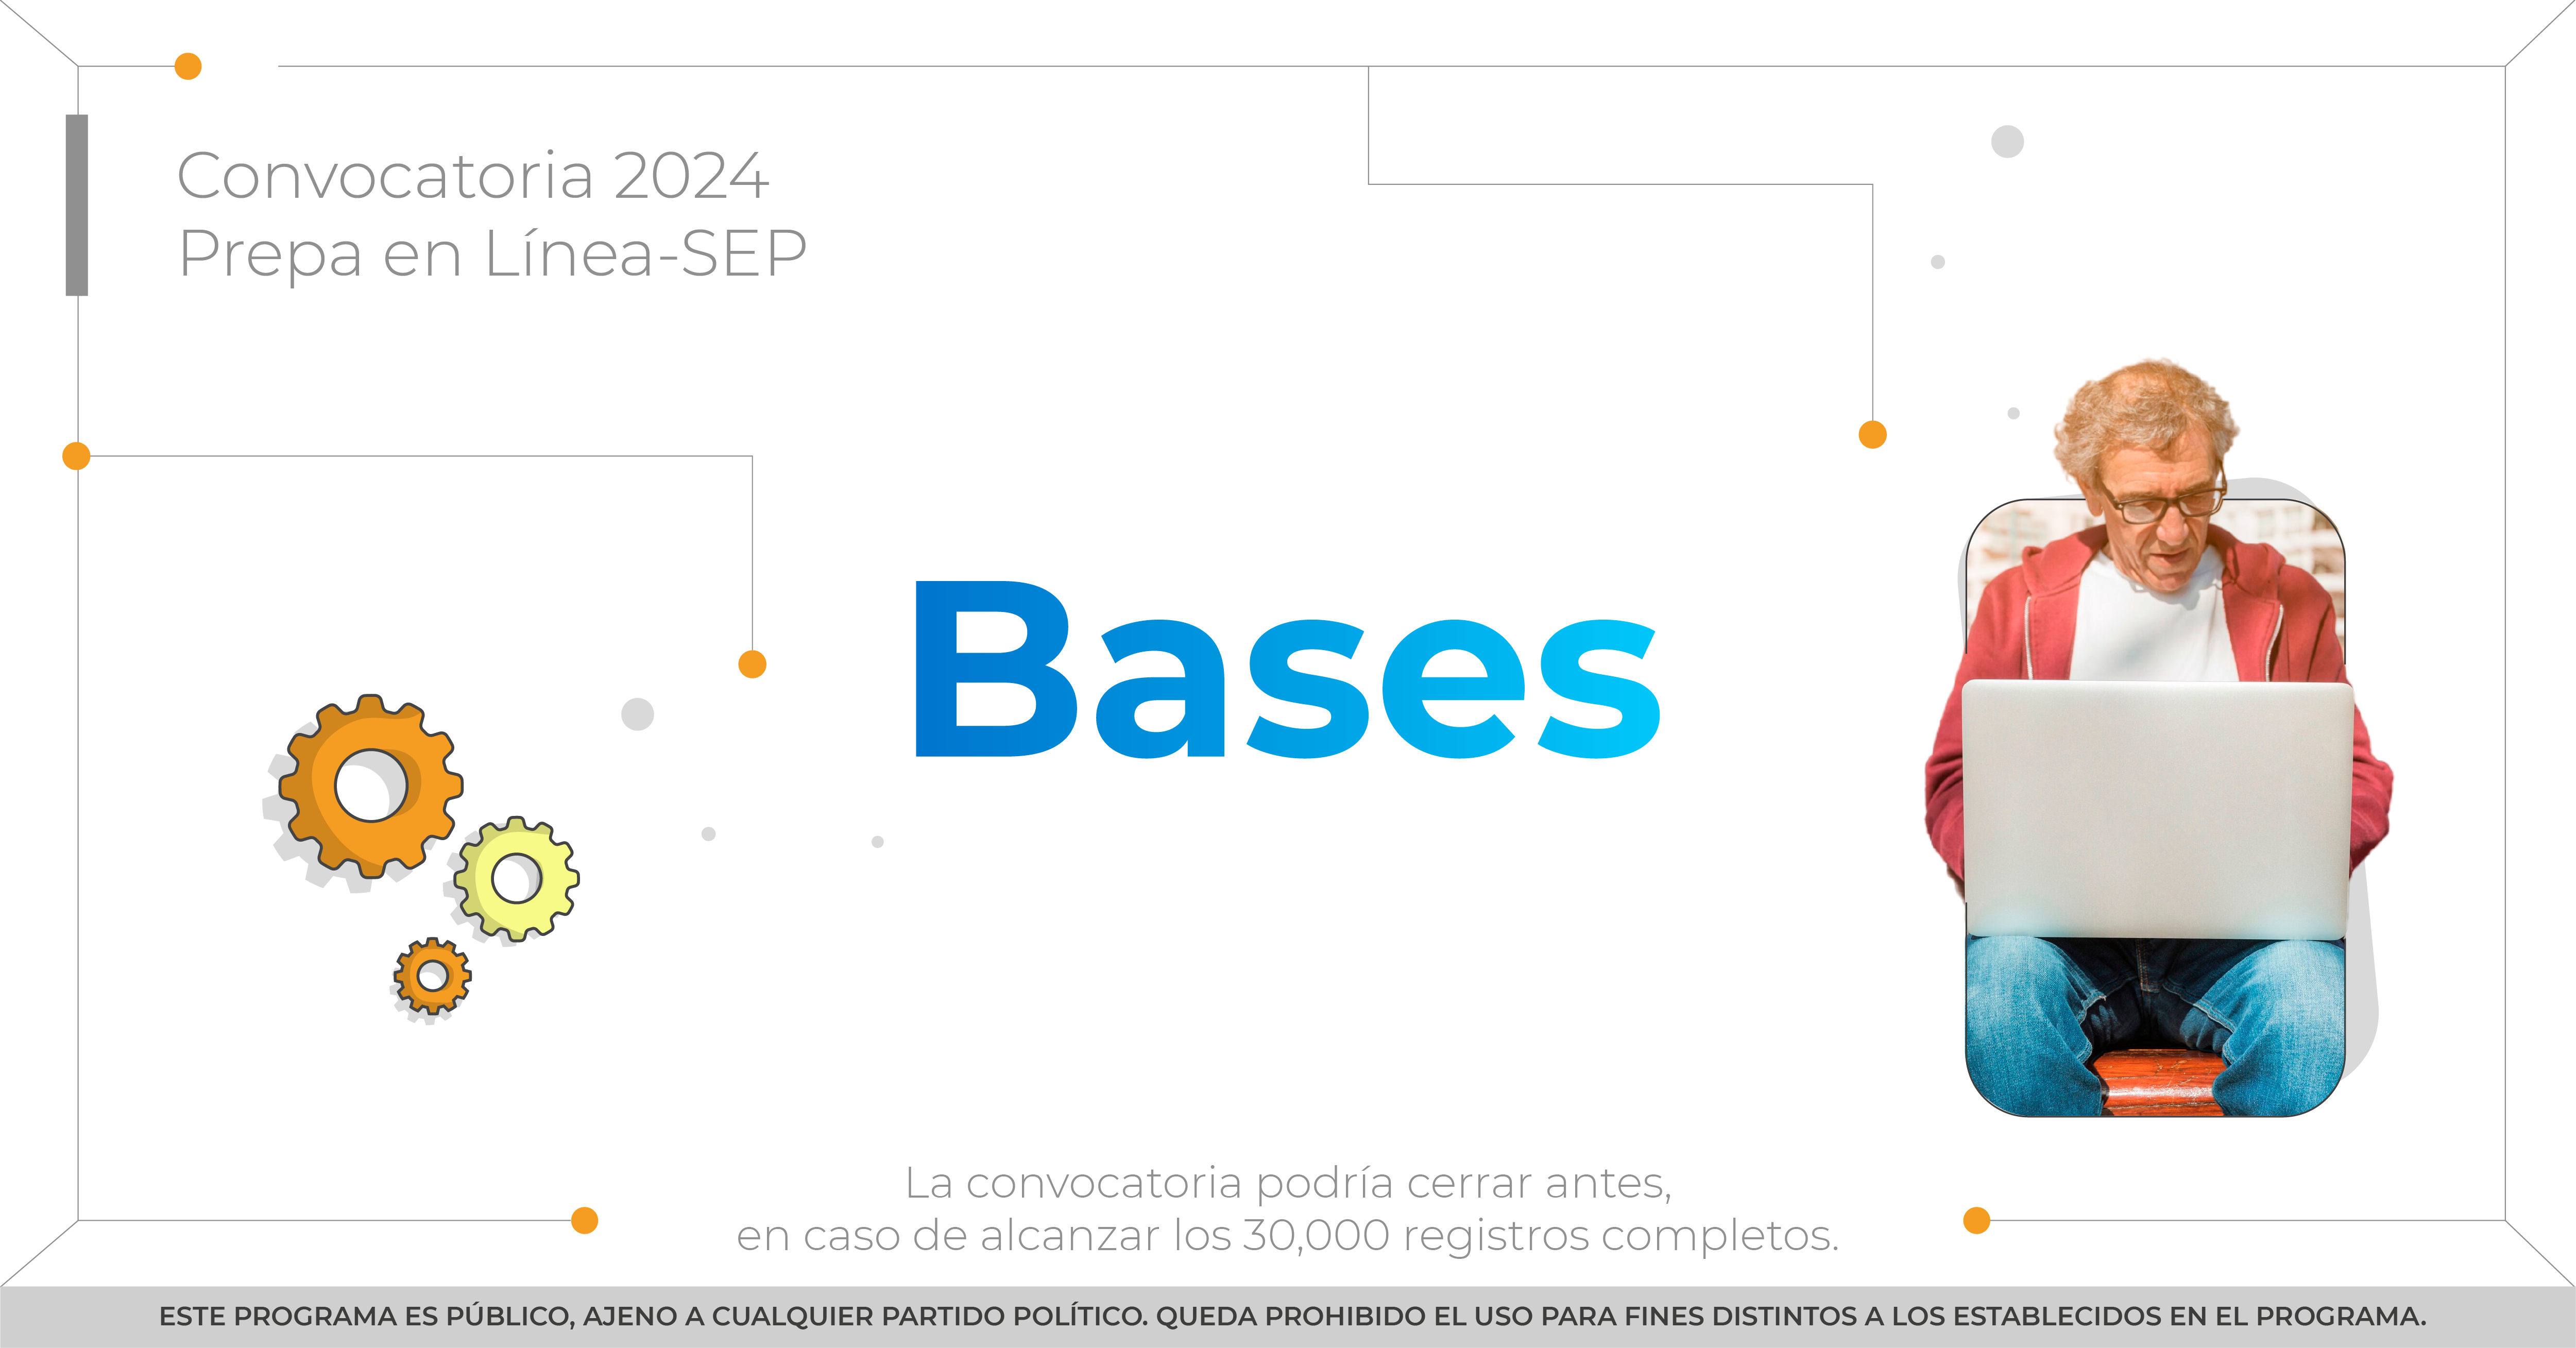 Convocatoria 2024
Prepa en Línea-SEP
Bases
La convocatoria podría cerrar antes,
en caso de alcanzar los 30,000 registros completos.
ESTE PROGRAMA ES PÚBLICO, AJENO A CUALQUIER PARTIDO POLÍTICO. QUEDA PROHIBIDO EL USO PARA FINES DISTINTOS A LOS ESTABLECIDOS EN EL PROGRAMA.